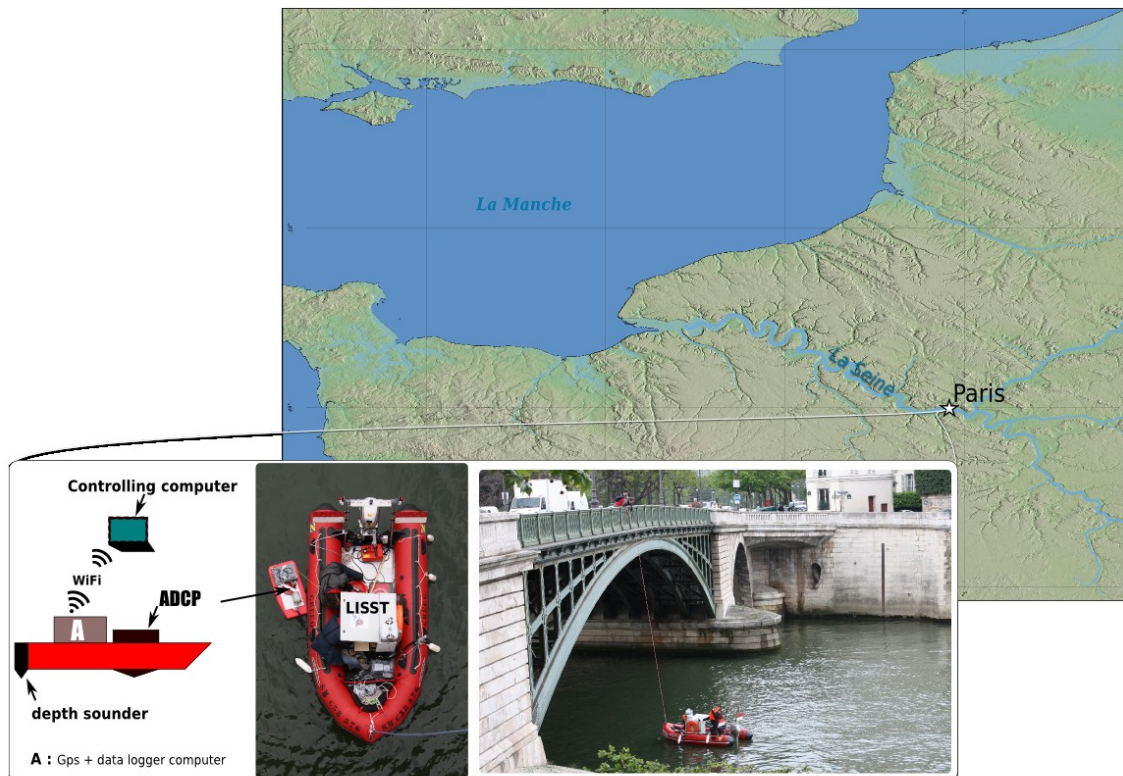 La Manche
La Seine
Paris
Controlling computer
WiFi
ADCP
A
LISST
depth sounder
A : Gps + data logger computer